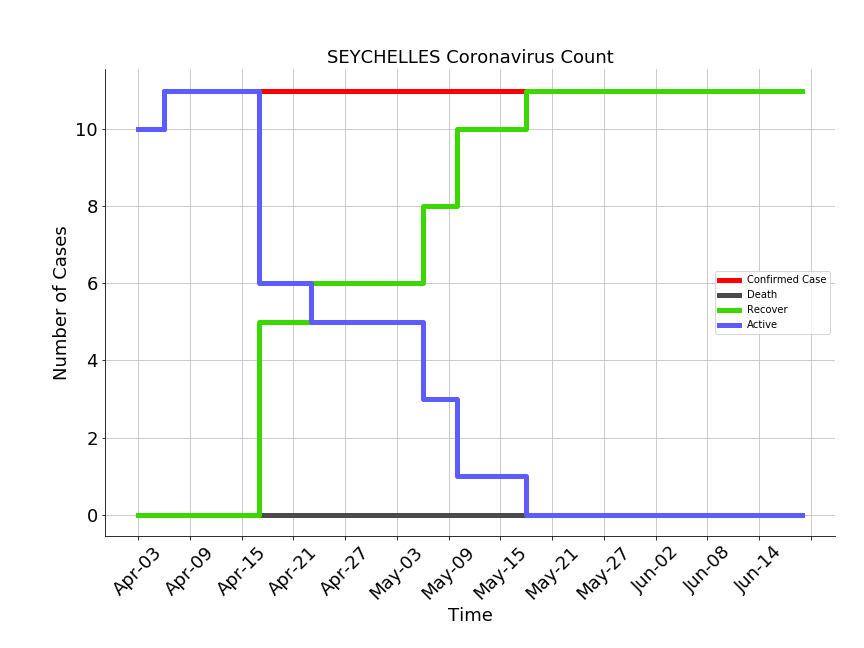 SEYCHELLES Coronavirus Count
Number of Cases
10
8
6
4
2
0
Confirmed Case
Death
Recover
Active
Apr-03 Apr-09 Apr-15 Apr-21 Apr-27 May-03 May-09 May-15 May-21 May-27 Jun-02 Jun-08 Jun-14
Time